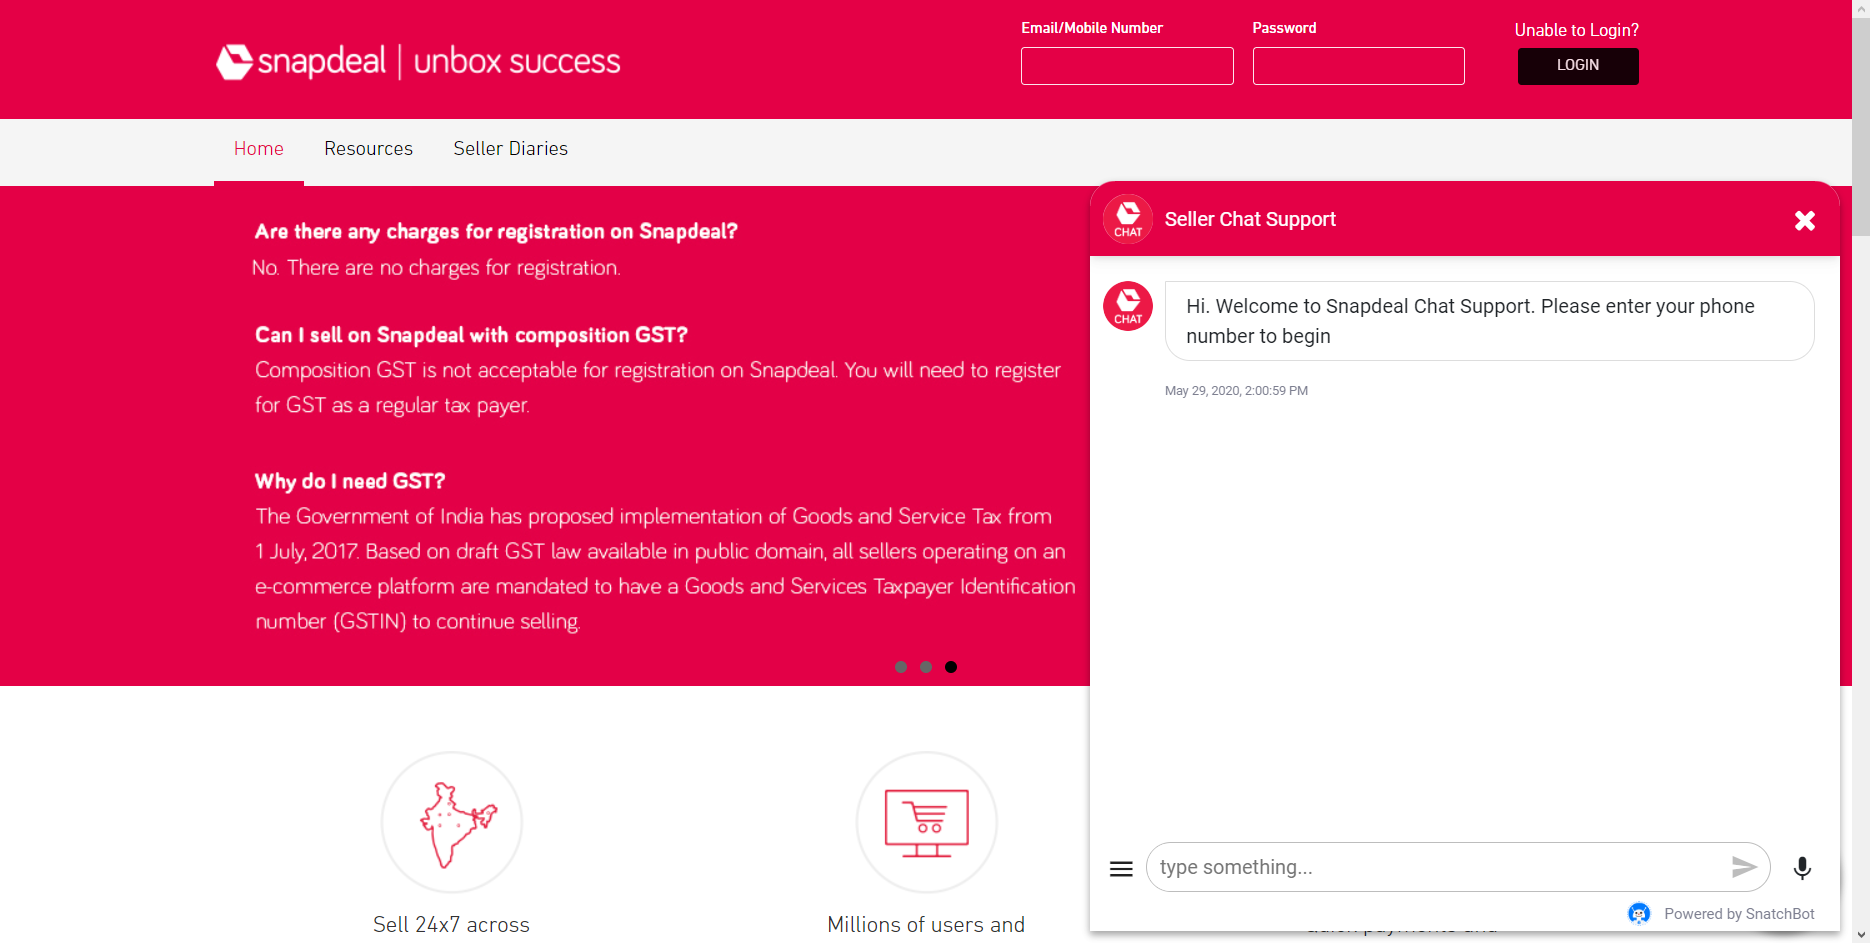 snapdeal | unbox success
Email/Mobile Number
Password
Unable to Login?
LOGIN
Home
Resources
Seller Diaries
Are there any charges for registration on Snapdeal?
No. There are no charges for registration.
Can I sell on Snapdeal with composition GST?
Composition GST is not acceptable for registration on Snapdeal. You will need to register
for GST as a regular tax payer.
Why do I need GST?
The Government of India has proposed implementation of Goods and Service Tax from
1 July, 2017. Based on draft GST law available in public domain, all sellers operating on an
e-commerce platform are mandated to have a Goods and Services Taxpayer Identification
number (GSTIN) to continue selling.
Sell 24x7 across
Millions of users and
CHAT
Seller Chat Support
CHAT
Hi. Welcome to Snapdeal Chat Support. Please enter your phone
number to begin
May 29, 2020, 2:00:59 PM
type something...
Powered by SnatchBot